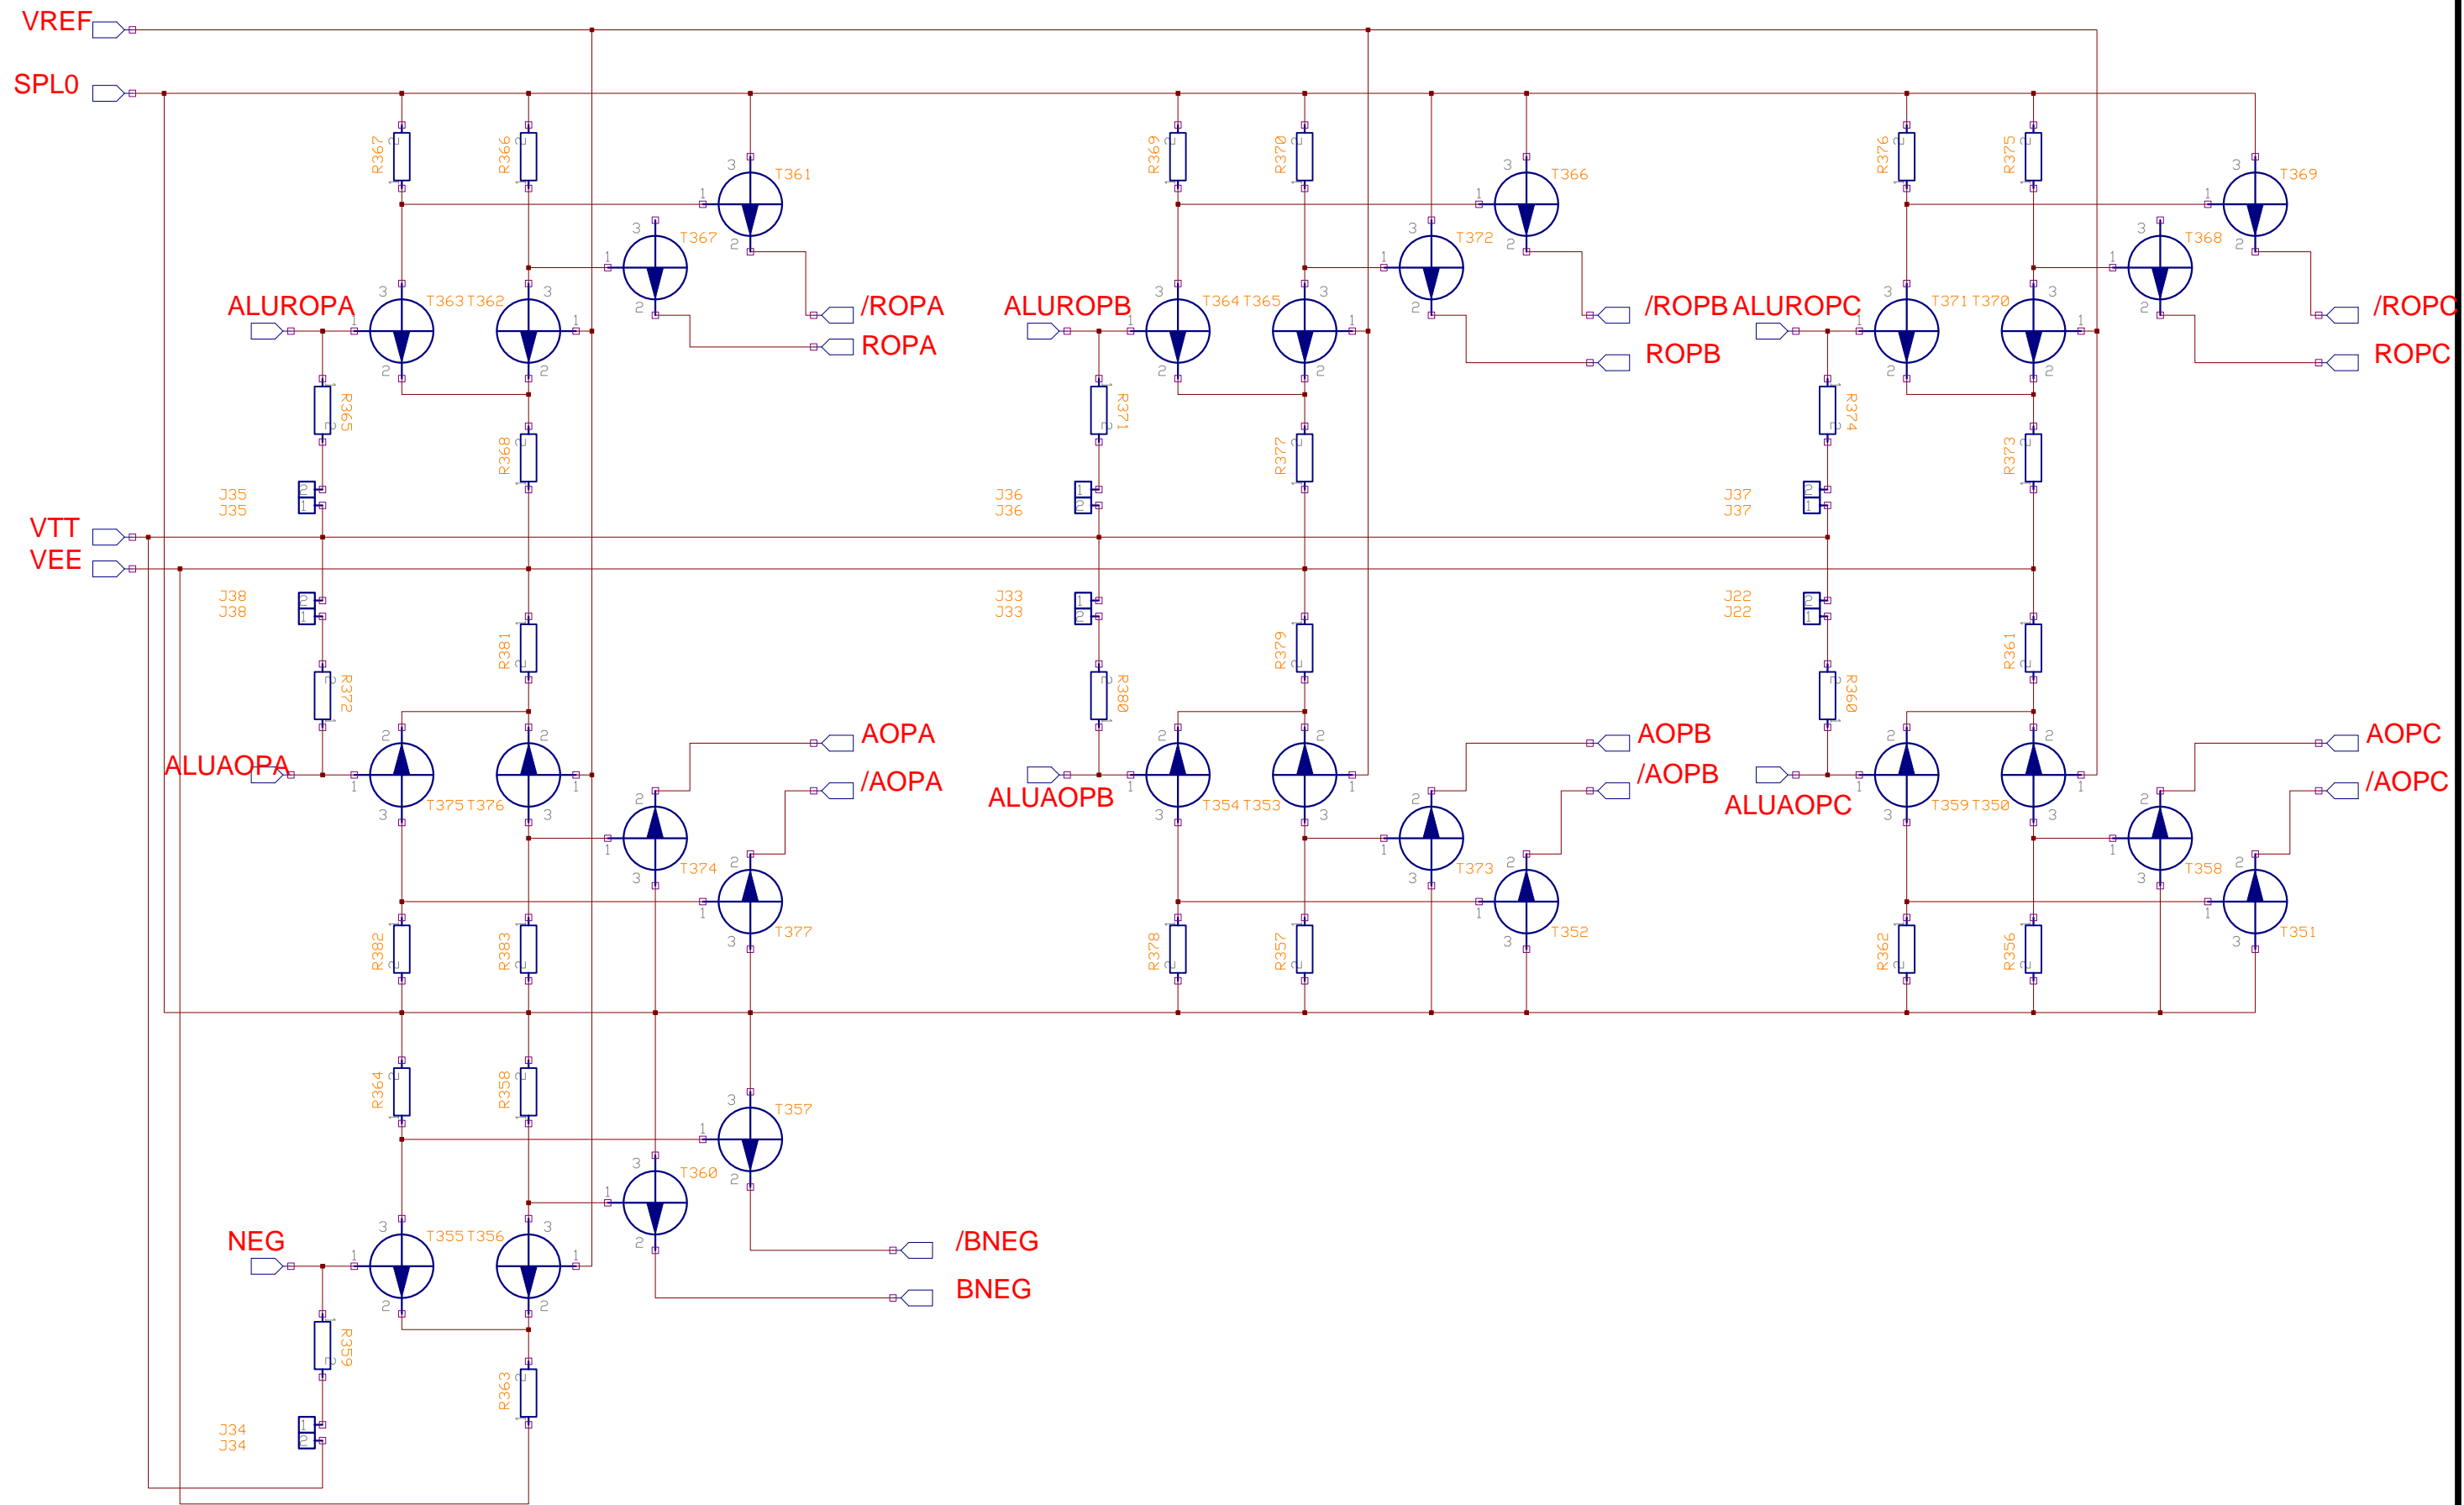 VREF
SPL0
R367 R366 T361 R369 R370 T366 R376 R375 T369
T367 T372 T368
ALUROPA T363 T362 /ROPA ALUROPB T364 T365 /ROPB ALUROPC T371 T370 /ROPC
ROPA ROPB ROPC
R365 R368 R371 R377 R374 R373
J35 J36 J37
J35 J36 J37
VTT
VEE
J38 J33 J22
J38 J33 J22
R372 R381 R380 R379 R360 R361
AOPA AOPB AOPC
ALUAOPA /AOPA /AOPB /AOPC
T375 T376 ALUAOPB T354 T353 ALUAOPC T359 T350
T374 T373 T358
R382 R383 T377 R378 R357 T352 R362 R356 T351
R364 R358 T357
T360
NEG T355 T356 /BNEG
BNEG
R359 R363
J34
J34